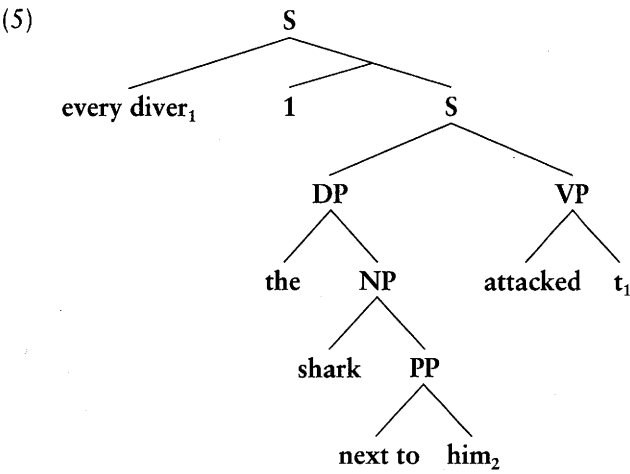 (5) S
every diver₁ 1 S
DP VP
the NP attacked t₁
shark PP
next to him₂